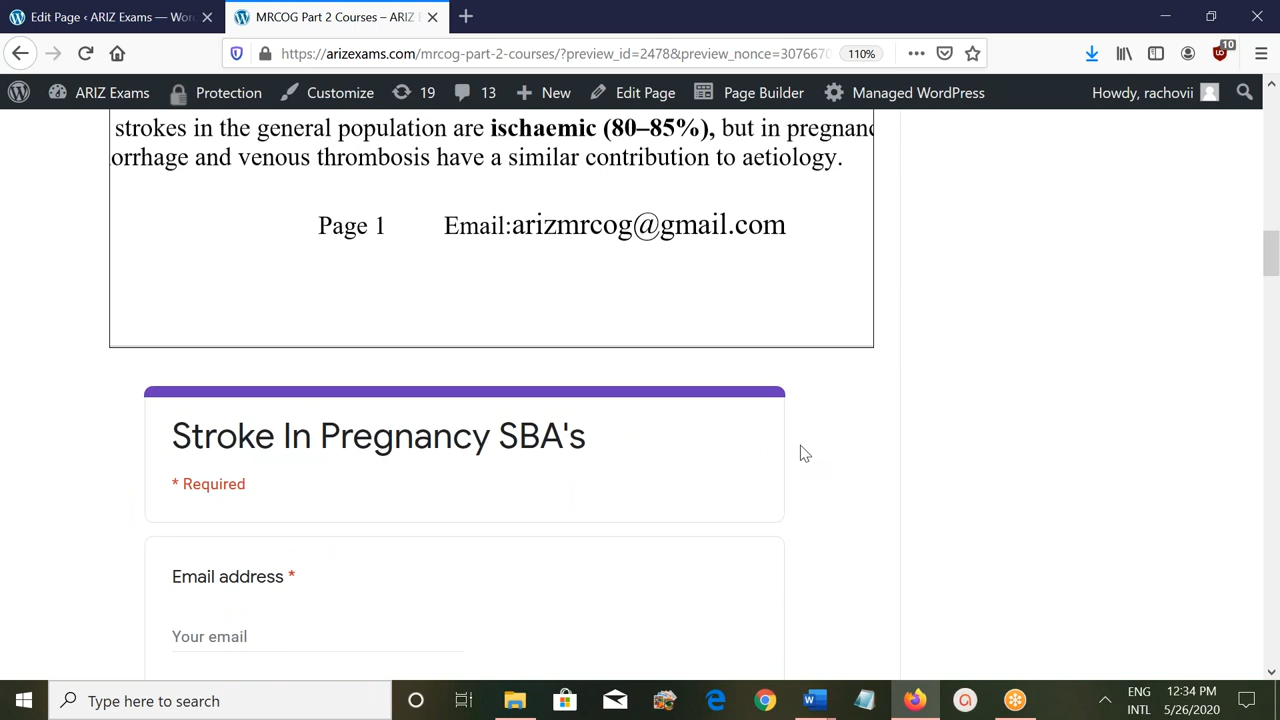 Edit Page ‹ ARIZ Exams — Wor
MRCOG Part 2 Courses – ARIZ E
https://arizexams.com/mrcog-part-2-courses/?preview_id=2478&preview_nonce=3076670
110%
10
ARIZ Exams
Protection
Customize
19
13
New
Edit Page
Page Builder
Managed WordPress
Howdy, rachovii
strokes in the general population are ischaemic (80–85%), but in pregnanc
orrhage and venous thrombosis have a similar contribution to aetiology.
Page 1 Email:arizmrcog@gmail.com
Stroke In Pregnancy SBA's
* Required
Email address *
Your email
Type here to search
ENG
INTL
12:34 PM
5/26/2020